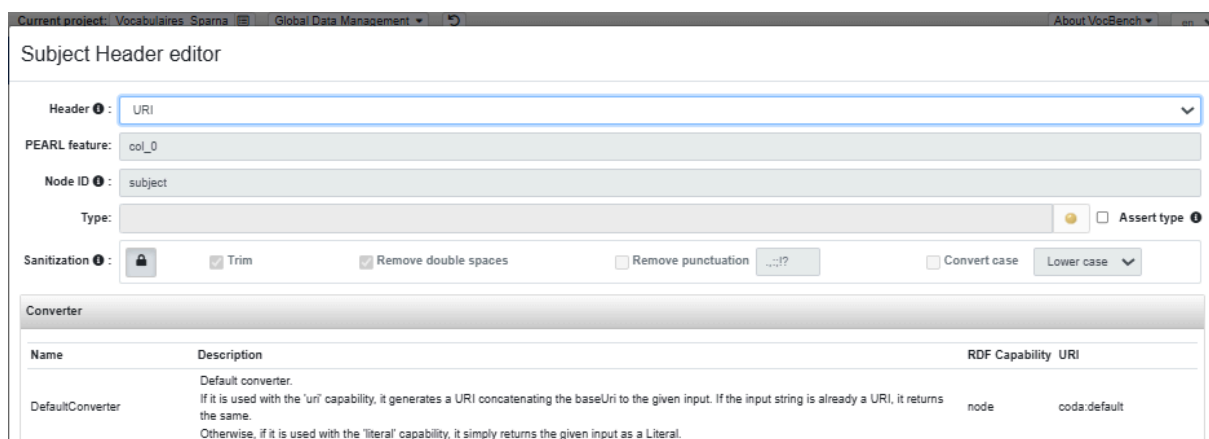 Current project: Vocabulaires_Sparna Global Data Management About VocBench en
Subject Header editor
Header : URI
PEARL feature: col_0
Node ID : subject
Type: Assert type
Sanitization : Trim Remove double spaces Remove punctuation .,:;!? Convert case Lower case
Converter
Name Description RDF Capability URI
Default converter.
If it is used with the 'uri' capability, it generates a URI concatenating the baseUri to the given input. If the input string is already a URI, it returns
DefaultConverter node coda:default
the same.
Otherwise, if it is used with the 'literal' capability, it simply returns the given input as a Literal.